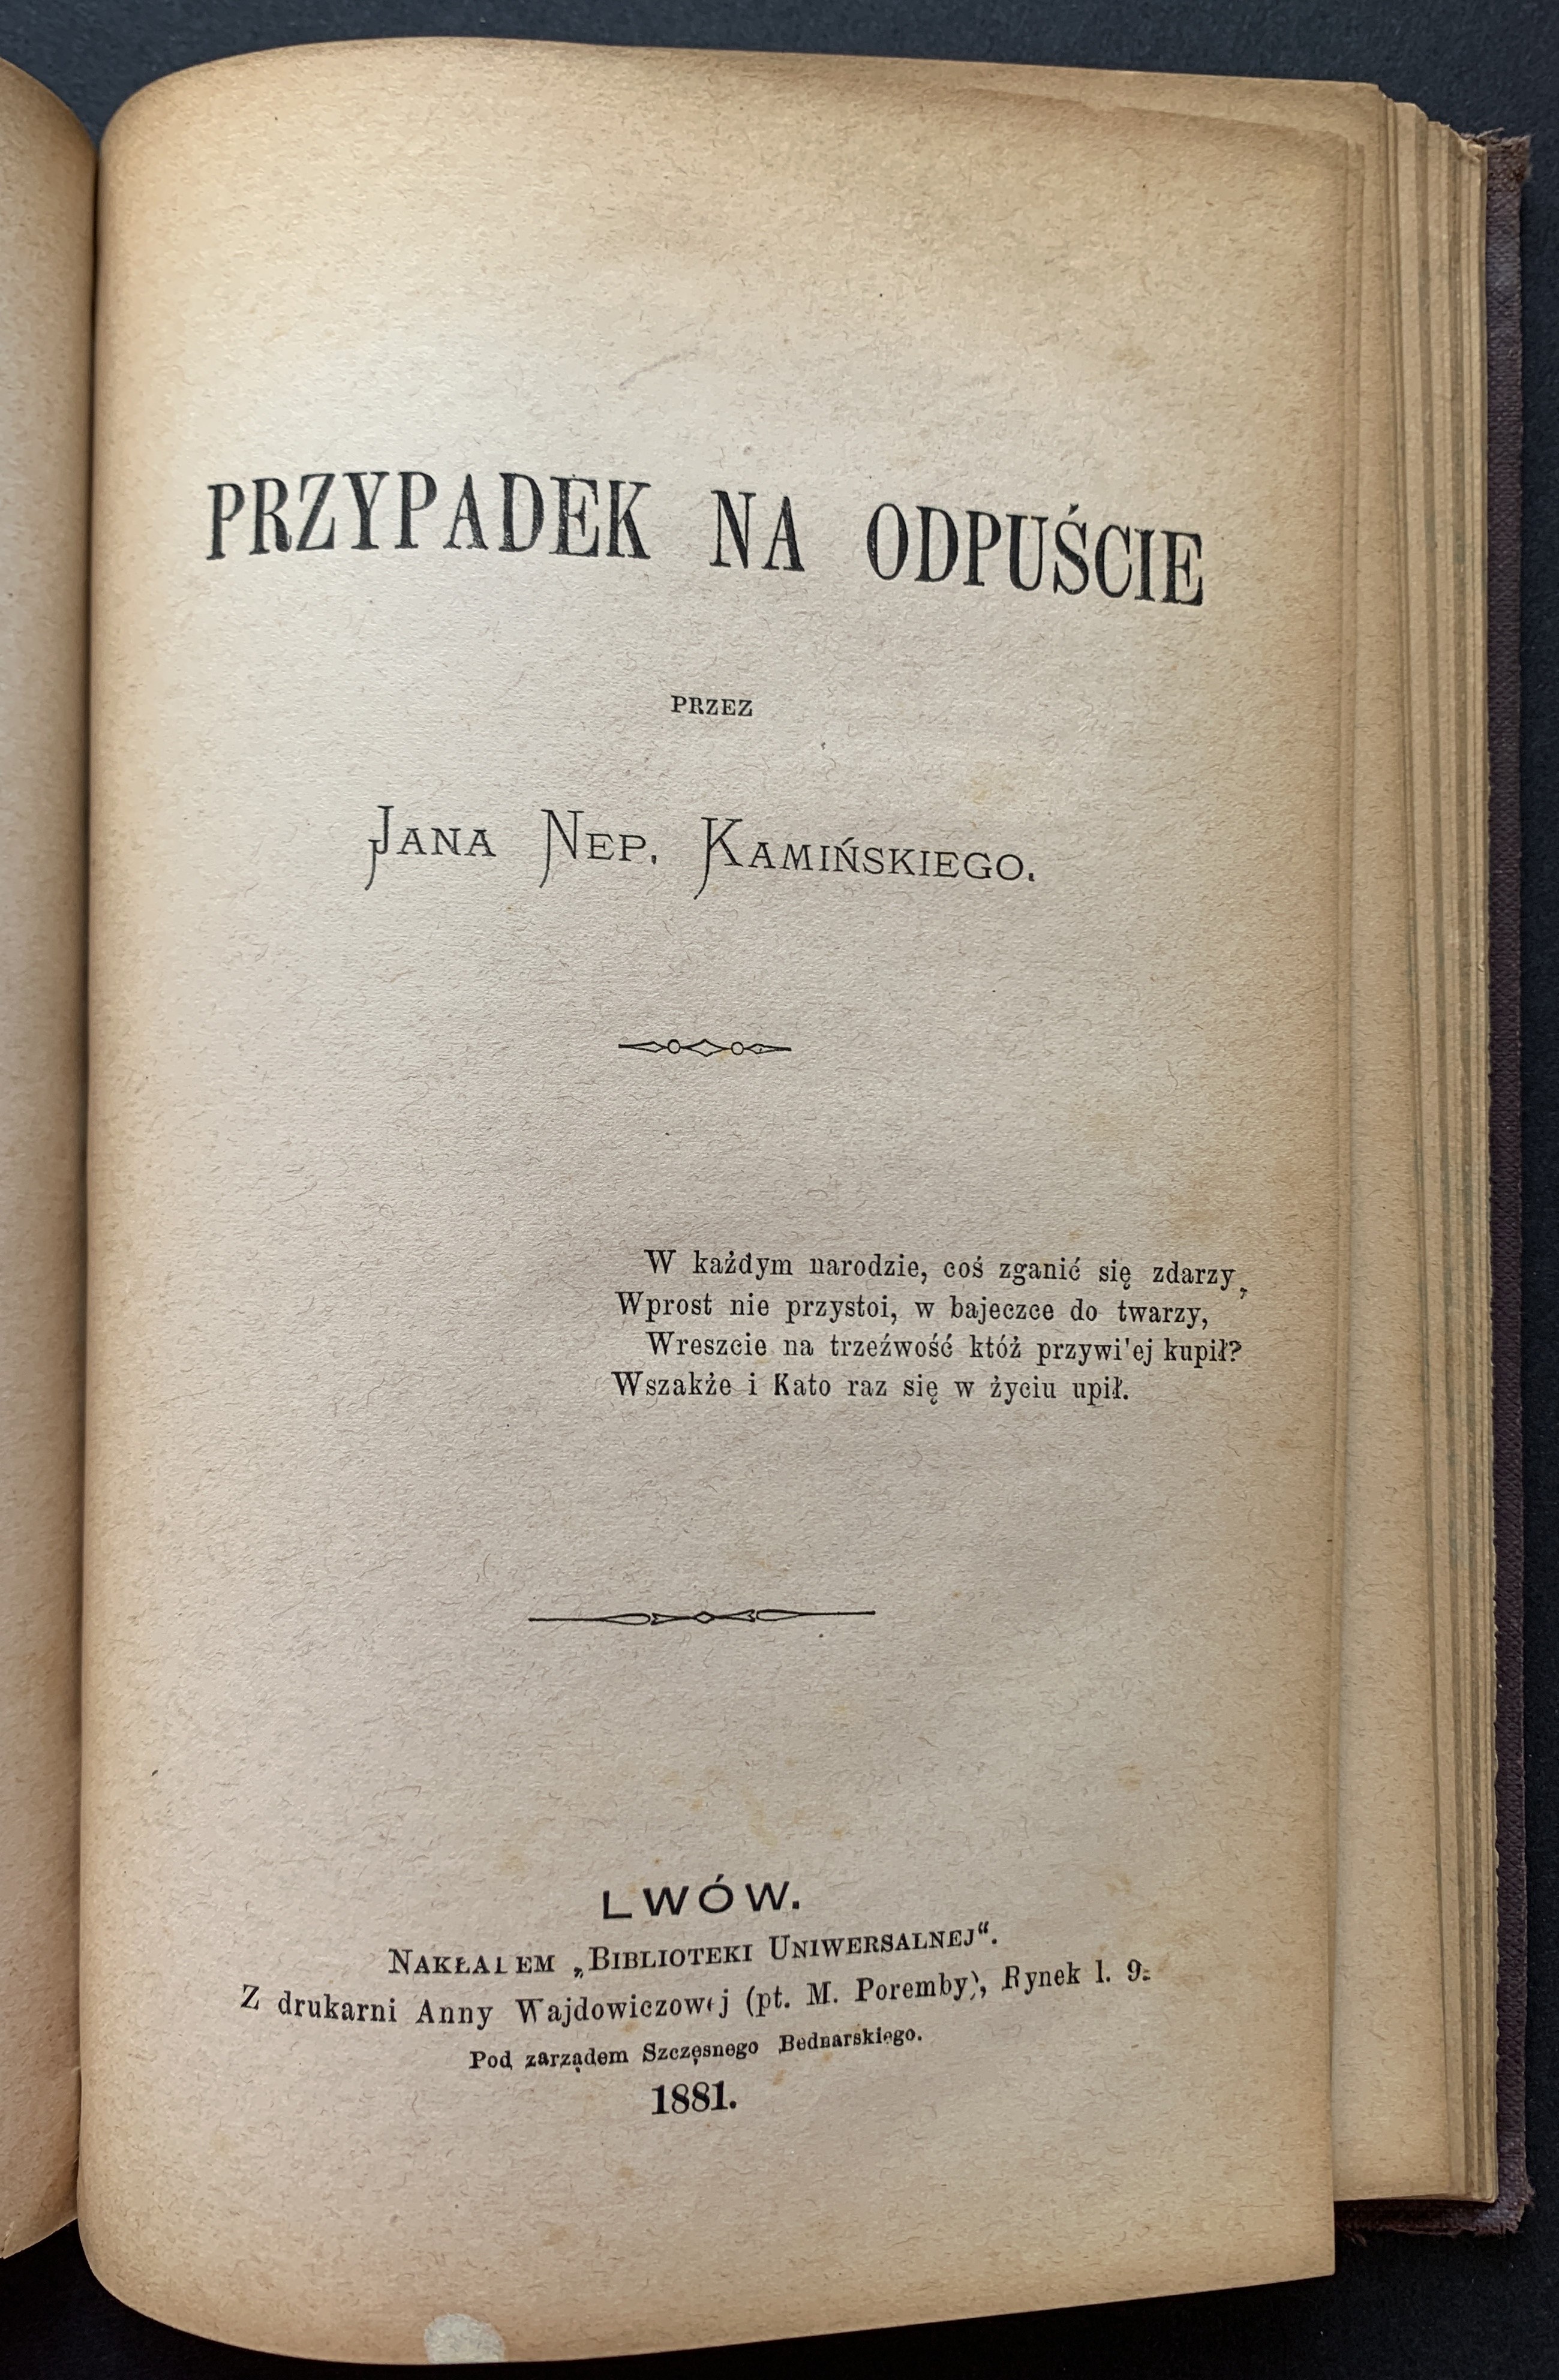 PRZYPADEK NA ODPUŚCIE
PRZEZ
JANA NEP. KAMIŃSKIEGO.
W każdym narodzie, coś zganić się zdarzy,
Wprost nie przystoi, w bajeczce do twarzy,
Wreszcie na trzeźwość któż przywi'ej kupił?
Wszakże i Kato raz się w życiu upił.
LWÓW.
NAKŁADEM „BIBLIOTEKI UNIWERSALNEJ“.
Z drukarni Anny Wajdowiczowej (pt. M. Poremby), Rynek l. 9.
Pod zarządem Szczęsnego Bednarskiego.
1881.